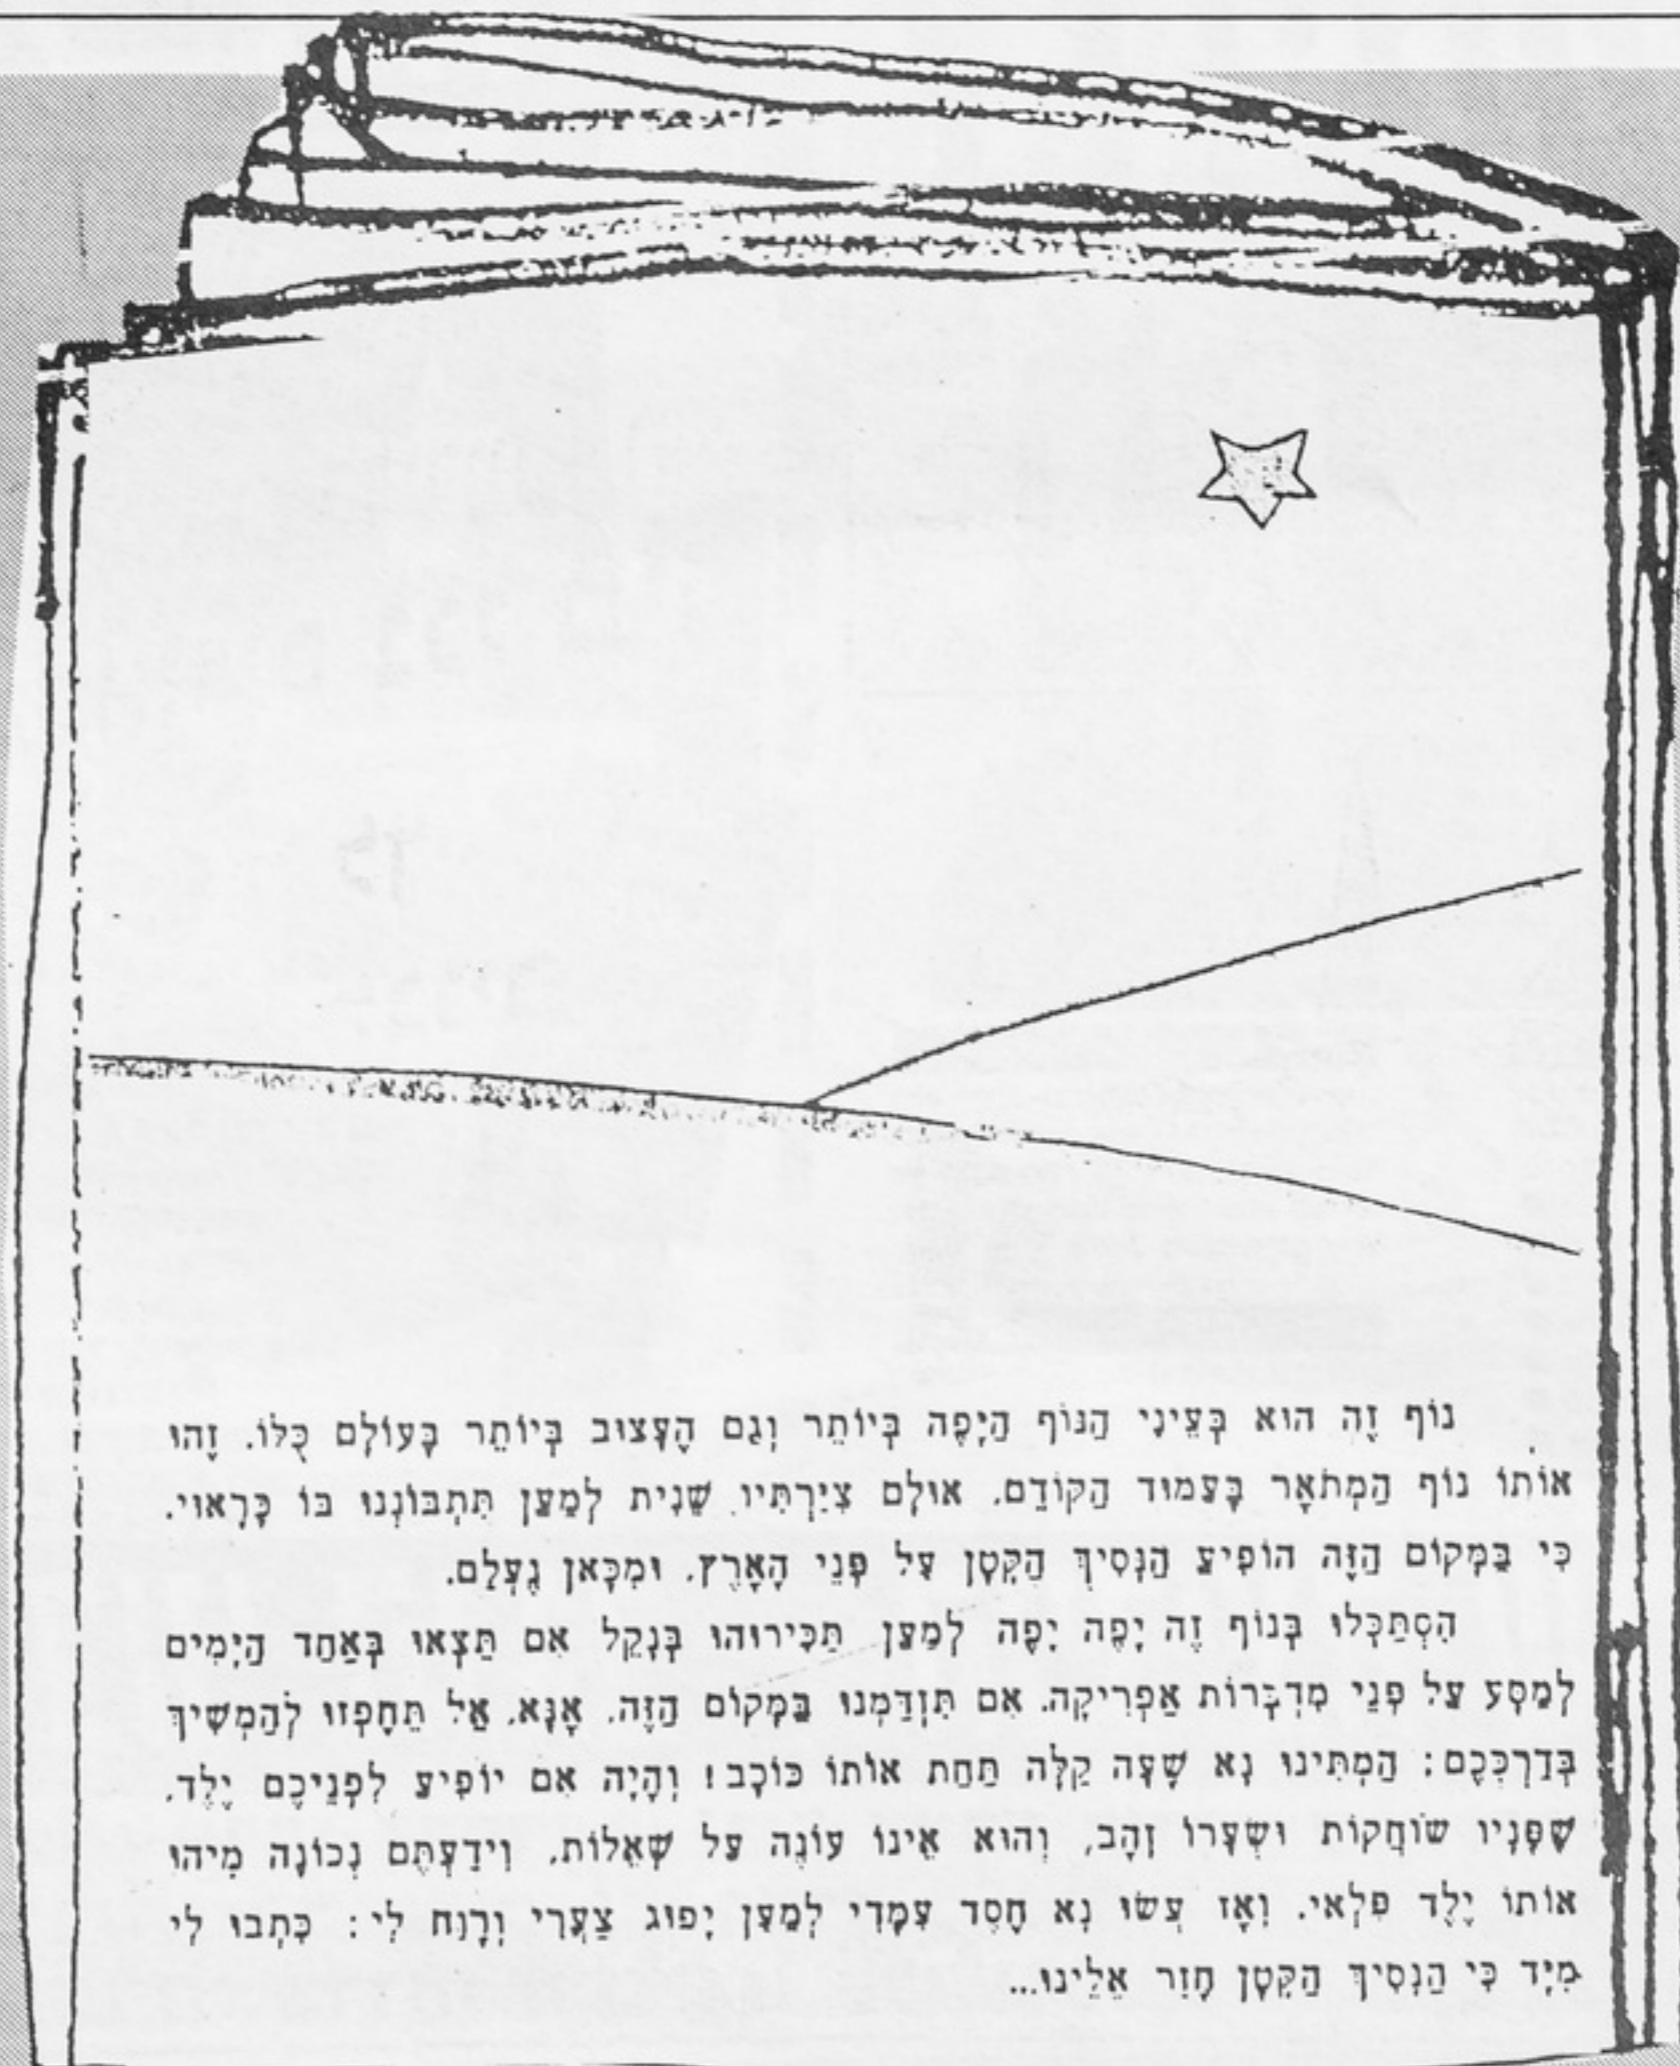 נוֹף זֶה הוּא בְּעֵינַי הַנּוֹף הַיָּפֶה בְּיוֹתֵר וְגַם הֶעָצוּב בְּיוֹתֵר בָּעוֹלָם כֻּלּוֹ. זֶהוּ
אוֹתוֹ נוֹף הַמְתֹאָר בָּעַמּוּד הַקּוֹדֵם. אוּלָם צִיַּרְתִּיו שֵׁנִית לְמַעַן תִּתְבּוֹנְנוּ בּוֹ כָּרָאוּי.
כִּי בַּמָּקוֹם הַזֶּה הוֹפִיעַ הַנָּסִיךְ הַקָּטָן עַל פְּנֵי הָאָרֶץ. וּמִכָּאן נֶעְלַם.
הִסְתַּכְּלוּ בְּנוֹף זֶה יָפֶה יָפֶה לְמַעַן תַּכִּירוּהוּ בְּנָקֵל אִם תֵּצְאוּ בְּאַחַד הַיָּמִים
לְמַסָּע עַל פְּנֵי מִדְבְּרוֹת אַפְרִיקָה. אִם תִּזְדַּמְּנוּ בַּמָּקוֹם הַזֶּה. אָנָּא. אַל תֵּחָפְזוּ לְהַמְשִׁיךְ
בְּדַרְכְּכֶם: הַמְתִּינוּ נָא שָׁעָה קַלָּה תַּחַת אוֹתוֹ כּוֹכָב! וְהָיָה אִם יוֹפִיעַ לִפְנֵיכֶם יֶלֶד.
שֶׁפָּנָיו שׂוֹחֲקוֹת וּשְׂעָרוֹ זָהָב, וְהוּא אֵינוֹ עוֹנֶה עַל שְׁאֵלוֹת. וִידַעְתֶּם נְכוֹנָה מִיהוּ
אוֹתוֹ יֶלֶד פִּלְאִי. וְאָז עֲשׂוּ נָא חֶסֶד עִמָּדִי לְמַעַן יָפוּג צַעֲרִי וְרָוַח לִי: כִּתְבוּ לִי
מִיָּד כִּי הַנָּסִיךְ הַקָּטָן חָזַר אֵלֵינוּ...